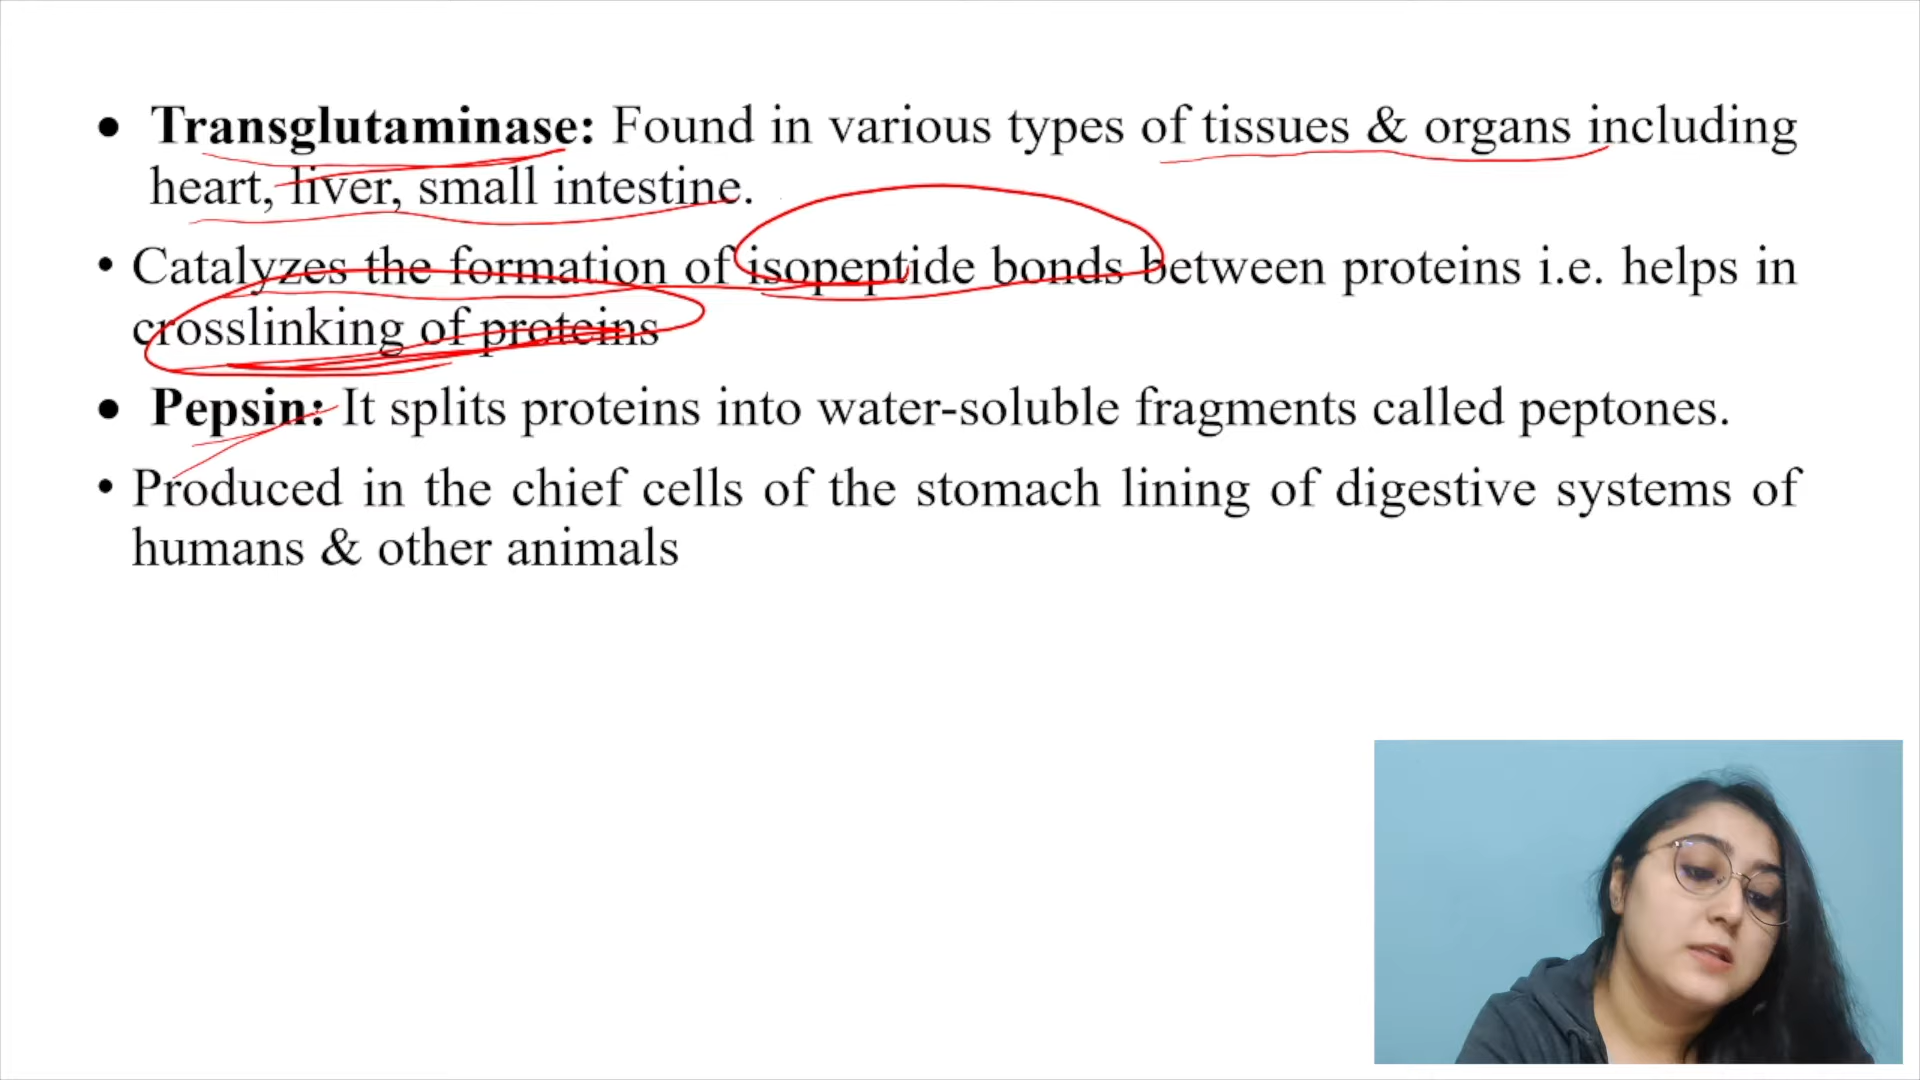 • Transglutaminase: Found in various types of tissues & organs including
heart, liver, small intestine.
• Catalyzes the formation of isopeptide bonds between proteins i.e. helps in
crosslinking of proteins
• Pepsin: It splits proteins into water-soluble fragments called peptones.
• Produced in the chief cells of the stomach lining of digestive systems of
humans & other animals